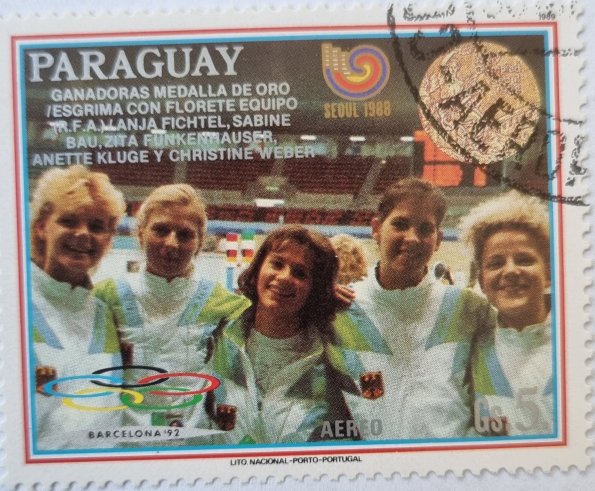 1989
PARAGUAY
GANADORAS MEDALLA DE ORO
/ESGRIMA CON FLORETE EQUIPO
(R.F.A.) ANJA FICHTEL, SABINE
BAU, ZITA FUNKENHAUSER,
ANETTE KLUGE Y CHRISTINE WEBER
SEOUL 1988
BARCELONA '92
AEREO
Gs. 5
LITO. NACIONAL-PORTO-PORTUGAL